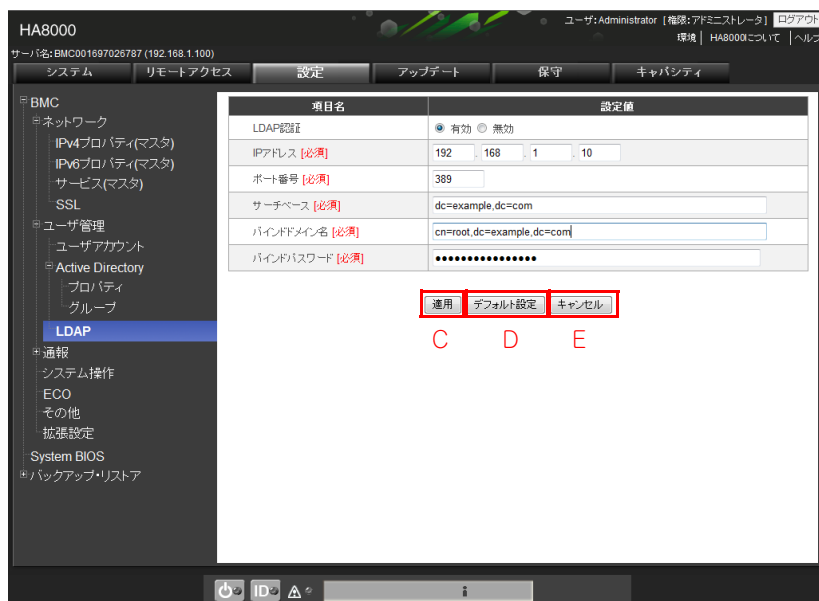 HA8000
ユーザ:Administrator [権限:アドミニストレータ] ログアウト
環境 | HA8000について | ヘルプ
サーバ名:BMC001697026787 (192.168.1.100)
システム リモートアクセス 設定 アップデート 保守 キャパシティ
BMC
ネットワーク
IPv4プロパティ(マスタ)
IPv6プロパティ(マスタ)
サービス(マスタ)
SSL
ユーザ管理
ユーザアカウント
Active Directory
プロパティ
グループ
LDAP
通報
システム操作
ECO
その他
拡張設定
System BIOS
バックアップ・リストア
項目名 設定値
LDAP認証 有効 無効
IPアドレス [必須] 192 . 168 . 1 . 10
ポート番号 [必須] 389
サーチベース [必須] dc=example,dc=com
バインドドメイン名 [必須] cn=root,dc=example,dc=com
バインドパスワード [必須] ●●●●●●●●●●●●●●●●
適用 デフォルト設定 キャンセル
C D E
ID